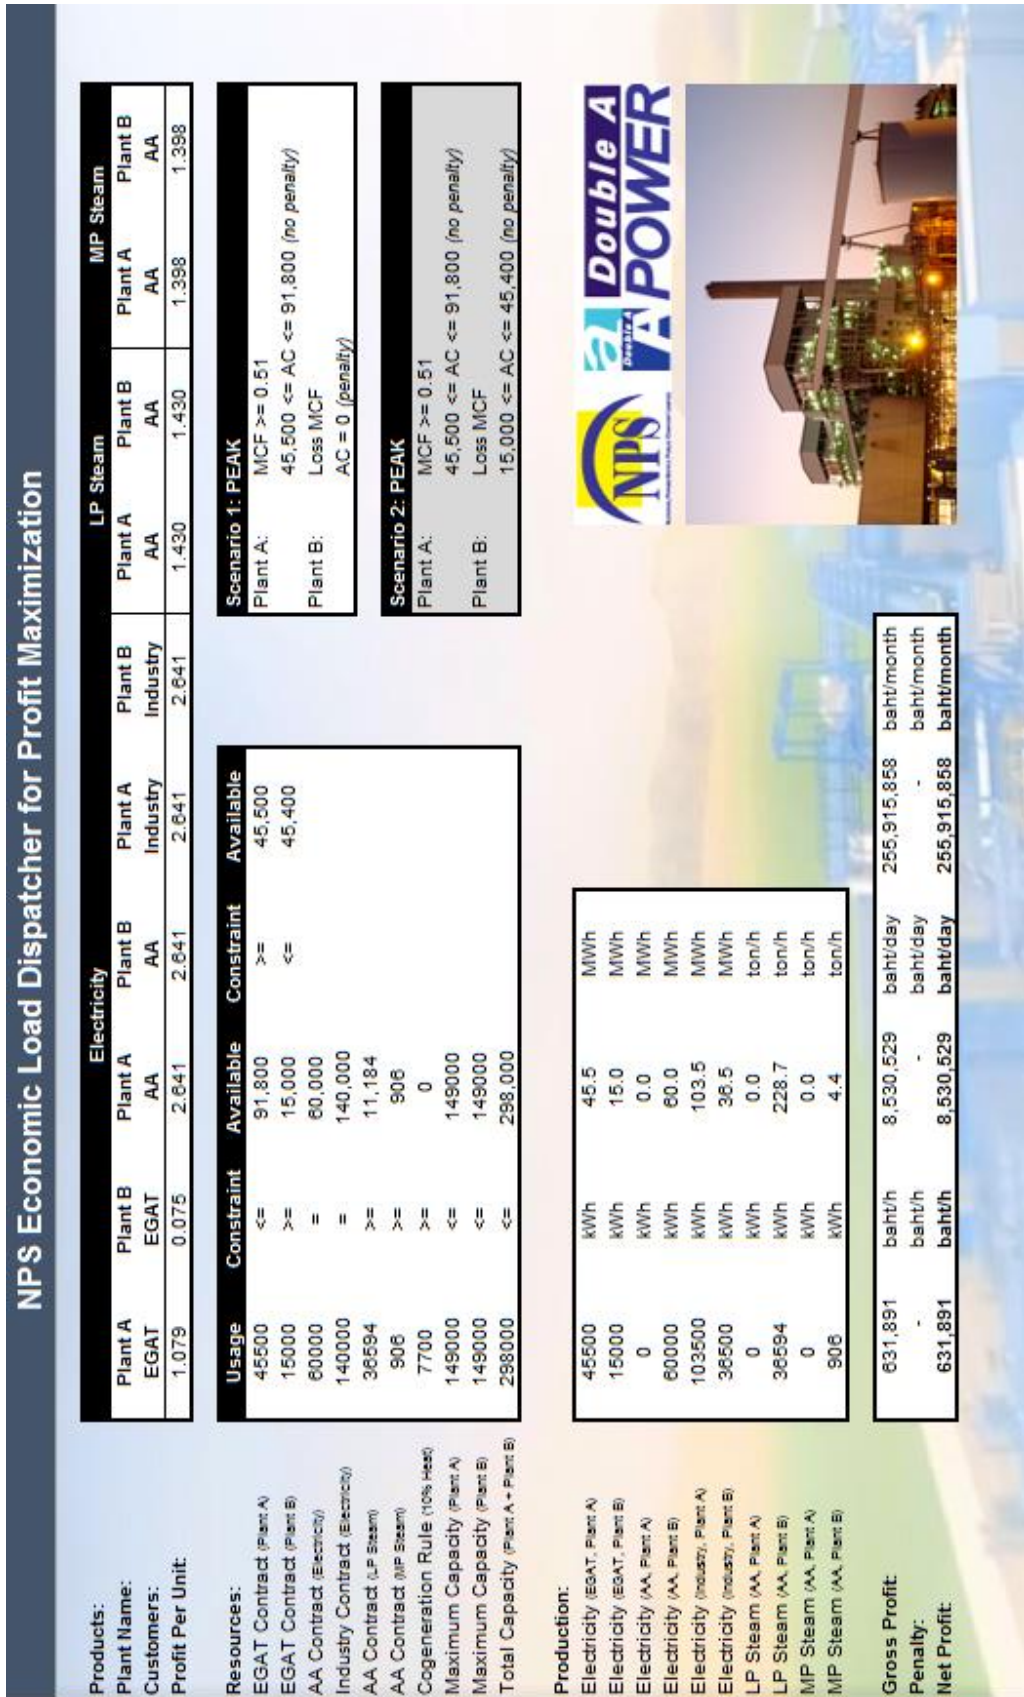 NPS Economic Load Dispatcher for Profit Maximization
Products: Electricity LP Steam MP Steam
Plant Name: Plant A Plant B Plant A Plant B Plant A Plant B Plant A Plant B Plant A Plant B
Customers: EGAT EGAT AA AA Industry Industry AA AA AA AA
Profit Per Unit: 1.079 0.075 2.641 2.641 2.641 2.641 1.430 1.430 1.398 1.398
Resources: Usage Constraint Available Constraint Available
EGAT Contract (Plant A) 45500 <= 91,800 >= 45,500
EGAT Contract (Plant B) 15000 >= 15,000 <= 45,400
AA Contract (Electricity) 60000 = 60,000
Industry Contract (Electricity) 140000 = 140,000
AA Contract (LP Steam) 36594 >= 11,184
AA Contract (MP Steam) 906 >= 906
Cogeneration Rule (10% Heat) 7700 >= 0
Maximum Capacity (Plant A) 149000 <= 149000
Maximum Capacity (Plant B) 149000 <= 149000
Total Capacity (Plant A + Plant B) 298000 <= 298,000
Scenario 1: PEAK
Plant A: MCF >= 0.51
45,500 <= AC <= 91,800 (no penalty)
Plant B: Loss MCF
AC = 0 (penalty)
Scenario 2: PEAK
Plant A: MCF >= 0.51
45,500 <= AC <= 91,800 (no penalty)
Plant B: Loss MCF
15,000 <= AC <= 45,400 (no penalty)
Production:
Electricity (EGAT, Plant A) 45500 kWh 45.5 MWh
Electricity (EGAT, Plant B) 15000 kWh 15.0 MWh
Electricity (AA, Plant A) 0 kWh 0.0 MWh
Electricity (AA, Plant B) 60000 kWh 60.0 MWh
Electricity (Industry, Plant A) 103500 kWh 103.5 MWh
Electricity (Industry, Plant B) 36500 kWh 36.5 MWh
LP Steam (AA, Plant A) 0 kWh 0.0 ton/h
LP Steam (AA, Plant B) 36594 kWh 228.7 ton/h
MP Steam (AA, Plant A) 0 kWh 0.0 ton/h
MP Steam (AA, Plant B) 906 kWh 4.4 ton/h
Gross Profit: 631,891 baht/h 8,530,529 baht/day 255,915,858 baht/month
Penalty: - baht/h - baht/day - baht/month
Net Profit: 631,891 baht/h 8,530,529 baht/day 255,915,858 baht/month
NPS
a Double A
Double A
A POWER